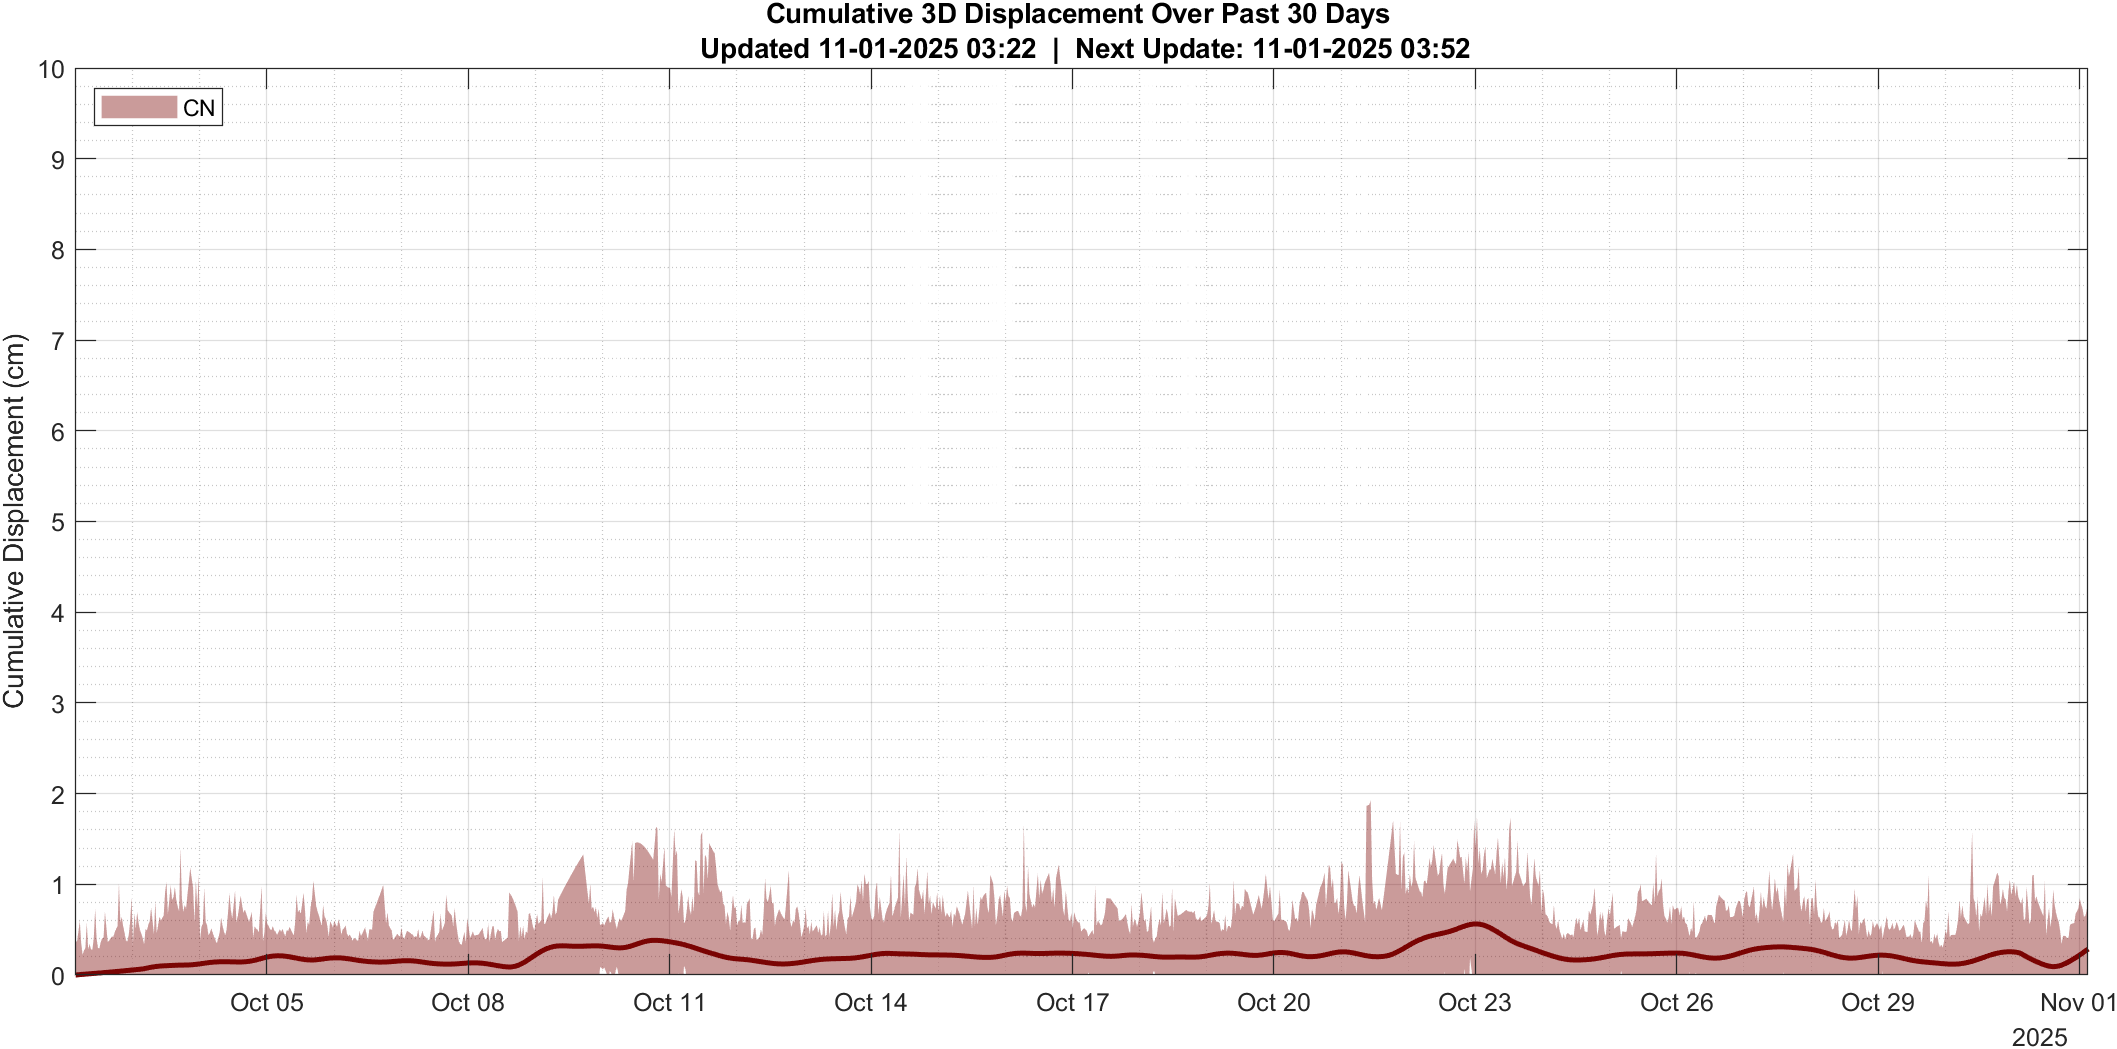 Cumulative 3D Displacement Over Past 30 Days
Updated 11-01-2025 03:22 | Next Update: 11-01-2025 03:52
CN
Cumulative Displacement (cm)
10
9
8
7
6
5
4
3
2
1
0
Oct 05 Oct 08 Oct 11 Oct 14 Oct 17 Oct 20 Oct 23 Oct 26 Oct 29 Nov 01
2025